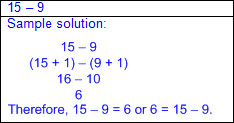 15 – 9
Sample solution:
15 – 9
(15 + 1) – (9 + 1)
16 – 10
6
Therefore, 15 – 9 = 6 or 6 = 15 – 9.